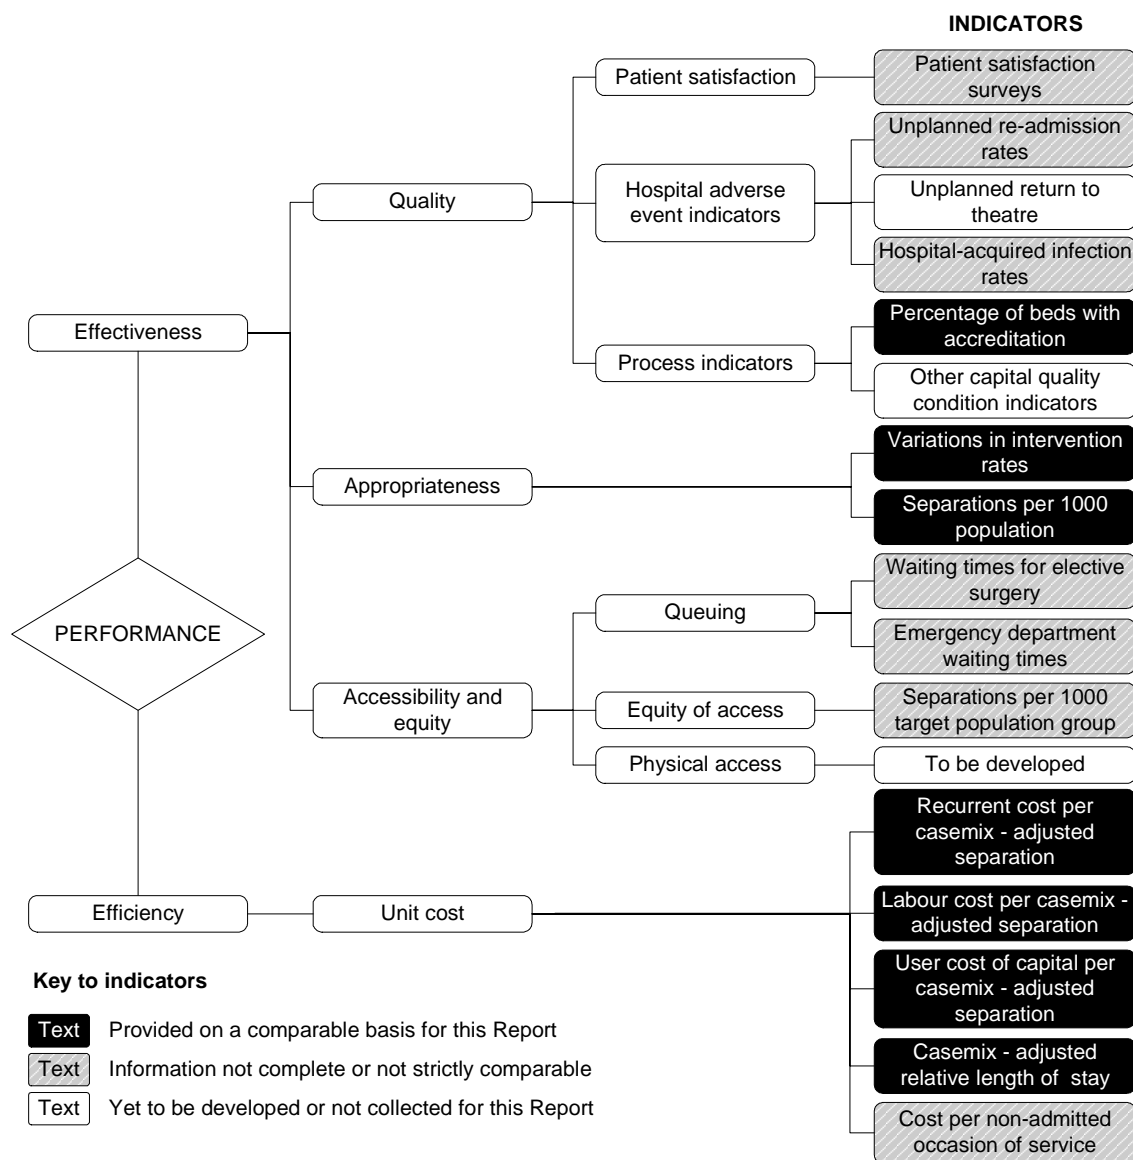 INDICATORS
Patient satisfaction
Patient satisfaction
surveys
Unplanned re-admission
rates
Quality
Hospital adverse
event indicators
Unplanned return to
theatre
Hospital-acquired infection
rates
Effectiveness
Process indicators
Percentage of beds with
accreditation
Other capital quality
condition indicators
Appropriateness
Variations in intervention
rates
Separations per 1000
population
PERFORMANCE
Accessibility and
equity
Queuing
Waiting times for elective
surgery
Emergency department
waiting times
Equity of access
Separations per 1000
target population group
Physical access
To be developed
Efficiency
Unit cost
Recurrent cost per
casemix - adjusted
separation
Labour cost per casemix -
adjusted separation
User cost of capital per
casemix - adjusted
separation
Casemix - adjusted
relative length of stay
Cost per non-admitted
occasion of service
Key to indicators
Text Provided on a comparable basis for this Report
Text Information not complete or not strictly comparable
Text Yet to be developed or not collected for this Report